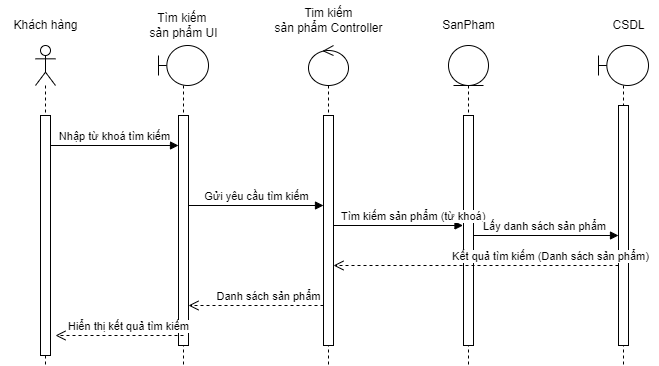 Khách hàng
Tìm kiếm
sản phẩm UI
Tìm kiếm
sản phẩm Controller
SanPham
CSDL
Nhập từ khoá tìm kiếm
Gửi yêu cầu tìm kiếm
Tìm kiếm sản phẩm (từ khoá)
Lấy danh sách sản phẩm
Kết quả tìm kiếm (Danh sách sản phẩm)
Danh sách sản phẩm
Hiển thị kết quả tìm kiếm